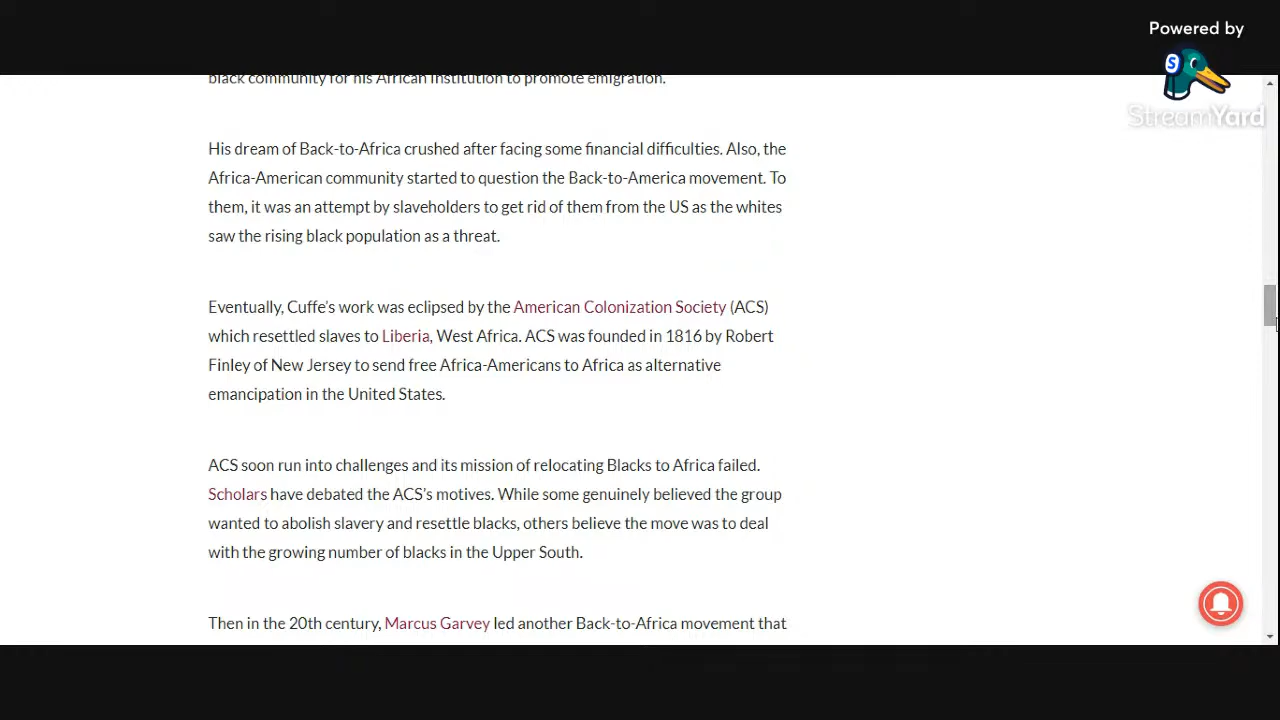 Powered by
StreamYard
black community for his African Institution to promote emigration.
His dream of Back-to-Africa crushed after facing some financial difficulties. Also, the
Africa-American community started to question the Back-to-America movement. To
them, it was an attempt by slaveholders to get rid of them from the US as the whites
saw the rising black population as a threat.
Eventually, Cuffe's work was eclipsed by the American Colonization Society (ACS)
which resettled slaves to Liberia, West Africa. ACS was founded in 1816 by Robert
Finley of New Jersey to send free Africa-Americans to Africa as alternative
emancipation in the United States.
ACS soon run into challenges and its mission of relocating Blacks to Africa failed.
Scholars have debated the ACS's motives. While some genuinely believed the group
wanted to abolish slavery and resettle blacks, others believe the move was to deal
with the growing number of blacks in the Upper South.
Then in the 20th century, Marcus Garvey led another Back-to-Africa movement that